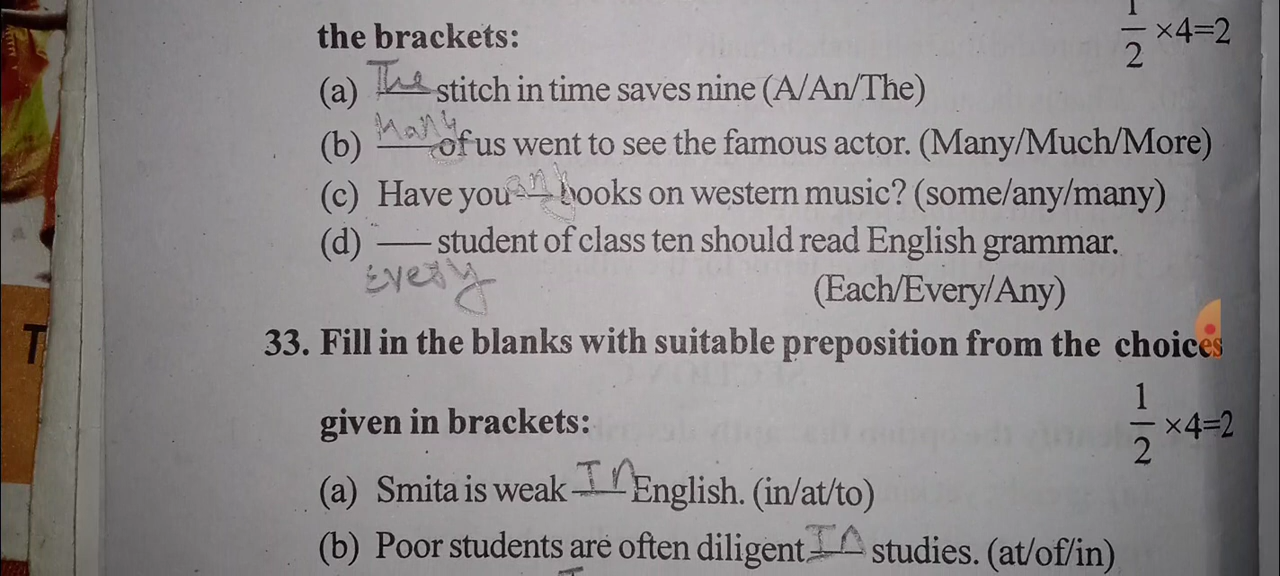 the brackets: 1/2 ×4=2
(a) The stitch in time saves nine (A/An/The)
(b) Many of us went to see the famous actor. (Many/Much/More)
(c) Have you any books on western music? (some/any/many)
(d) —— student of class ten should read English grammar.
Every
(Each/Every/Any)
33. Fill in the blanks with suitable preposition from the choices
given in brackets: 1/2 ×4=2
(a) Smita is weak In English. (in/at/to)
(b) Poor students are often diligent In studies. (at/of/in)
T